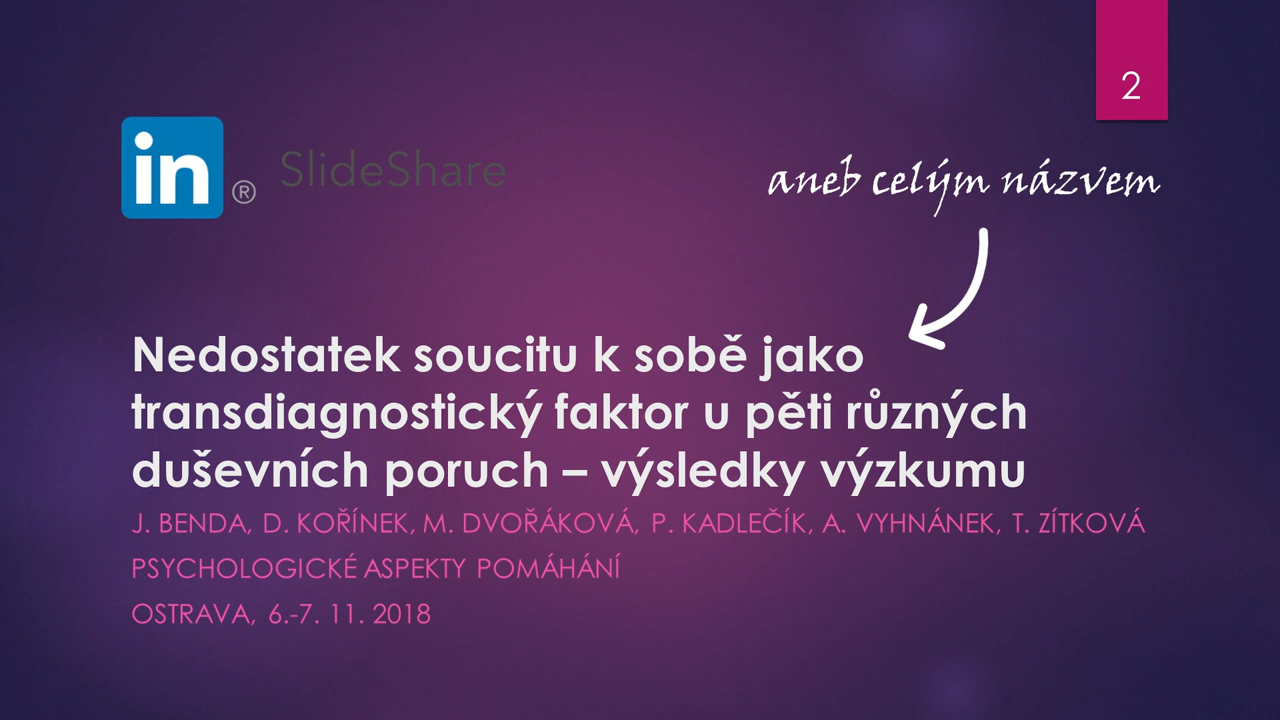 2
in ® SlideShare
aneb celým názvem
Nedostatek soucitu k sobě jako
transdiagnostický faktor u pěti různých
duševních poruch – výsledky výzkumu
J. BENDA, D. KOŘÍNEK, M. DVOŘÁKOVÁ, P. KADLEČÍK, A. VYHNÁNEK, T. ZÍTKOVÁ
PSYCHOLOGICKÉ ASPEKTY POMÁHÁNÍ
OSTRAVA, 6.-7. 11. 2018